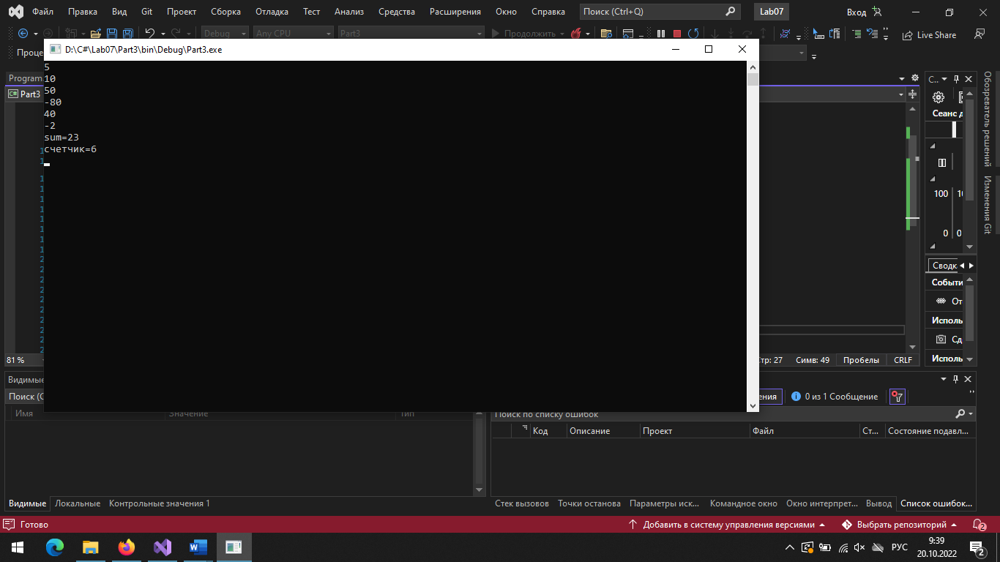 Файл Правка Вид Git Проект Сборка Отладка Тест Анализ Средства Расширения Окно Справка Поиск (Ctrl+Q) Lab07 Вход
Debug Any CPU Part3 Продолжить Live Share
Проце
D:\C#\Lab07\Part3\bin\Debug\Part3.exe
5
10
50
-80
40
-2
sum=23
счетчик=6
Program
C# Part3
81 %
Стр: 27 Симв: 49 Пробелы CRLF
С...
Сеанс д
100 10
0 0
Сводк
Событи
От
Исполь
Сд
Исполь
Обозреватель решений
Изменения Git
Видимые
Поиск (C
Имя Значение Тип
ения 0 из 1 Сообщение
Поиск по списку ошибок
Код Описание Проект Файл Ст... Состояние подавл...
Видимые Локальные Контрольные значения 1
Стек вызовов Точки останова Параметры иск... Командное окно Окно интерпрет... Вывод Список ошибок...
Готово Добавить в систему управления версиями Выбрать репозиторий 2
РУС 9:39
20.10.2022 2